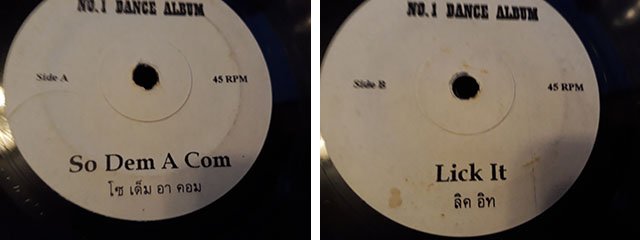 NO.1 DANCE ALBUM
Side A
45 RPM
So Dem A Com
โซ เด็ม อา คอม
NO.1 DANCE ALBUM
Side B
45 RPM
Lick It
ลิค อิท